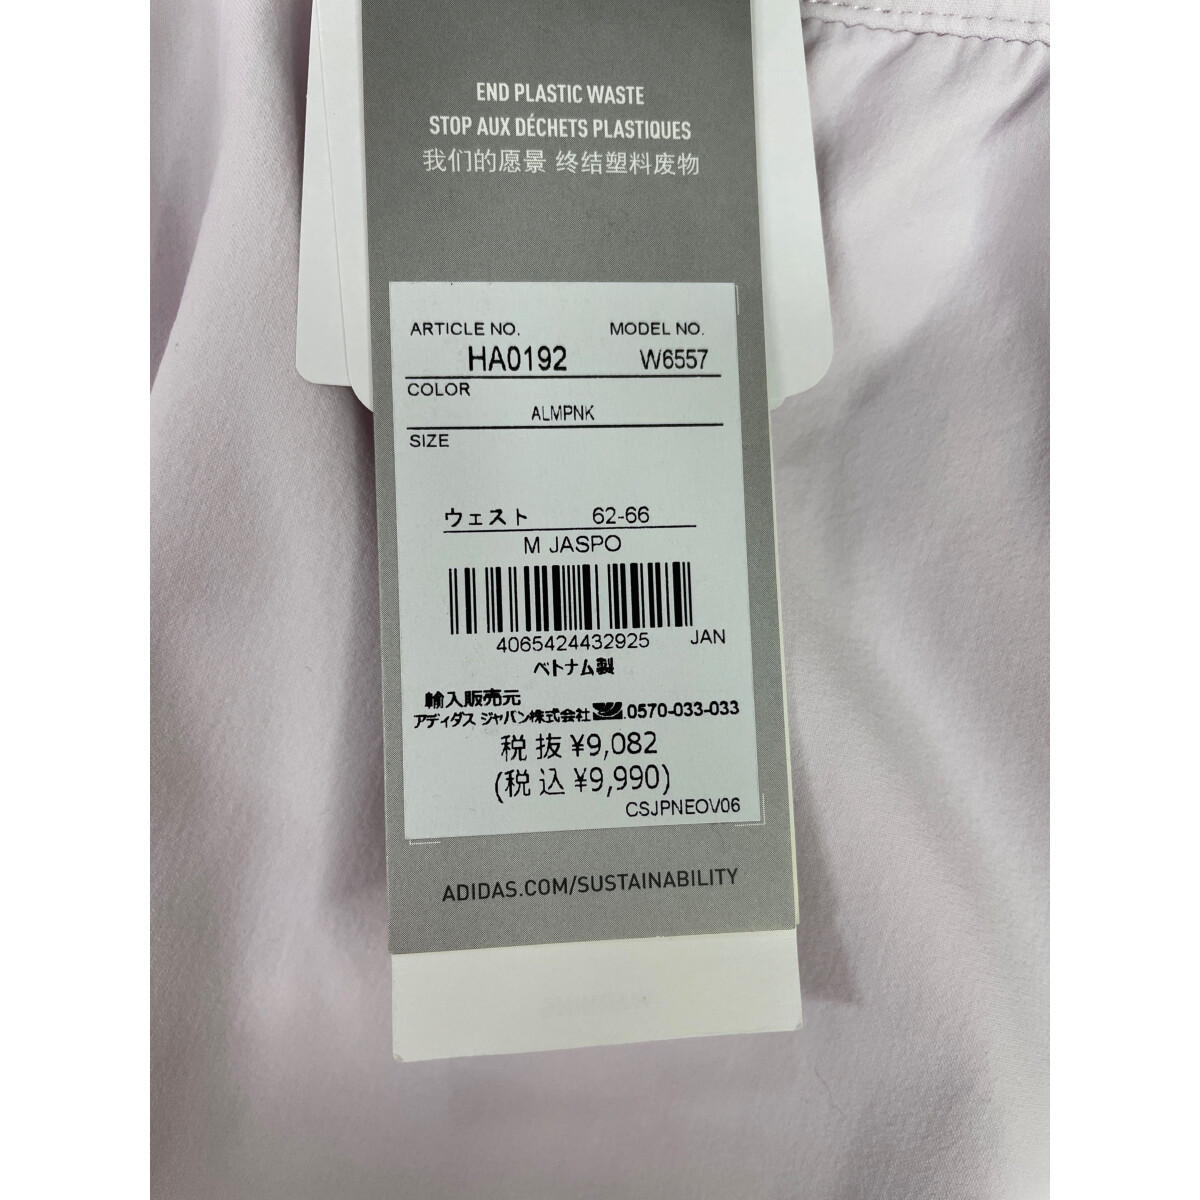 END PLASTIC WASTE
STOP AUX DÉCHETS PLASTIQUES
我们的愿景 终结塑料废物
ARTICLE NO. MODEL NO.
HA0192 W6557
COLOR
ALMPNK
SIZE
ウェスト 62-66
M JASPO
4065424432925 JAN
ベトナム製
輸入販売元
アディダス ジャパン株式会社 .0570-033-033
税抜 ¥9,082
(税込 ¥9,990)
CSJPNEOV06
ADIDAS.COM/SUSTAINABILITY